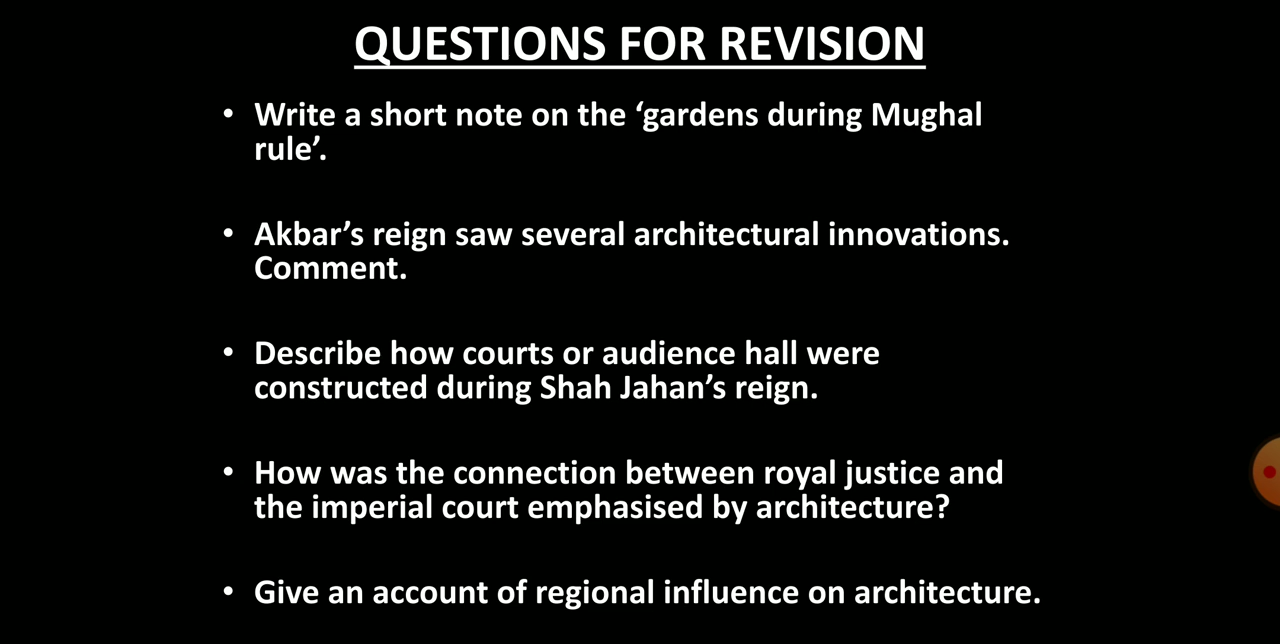 QUESTIONS FOR REVISION
• Write a short note on the ‘gardens during Mughal
rule’.
• Akbar’s reign saw several architectural innovations.
Comment.
• Describe how courts or audience hall were
constructed during Shah Jahan’s reign.
• How was the connection between royal justice and
the imperial court emphasised by architecture?
• Give an account of regional influence on architecture.